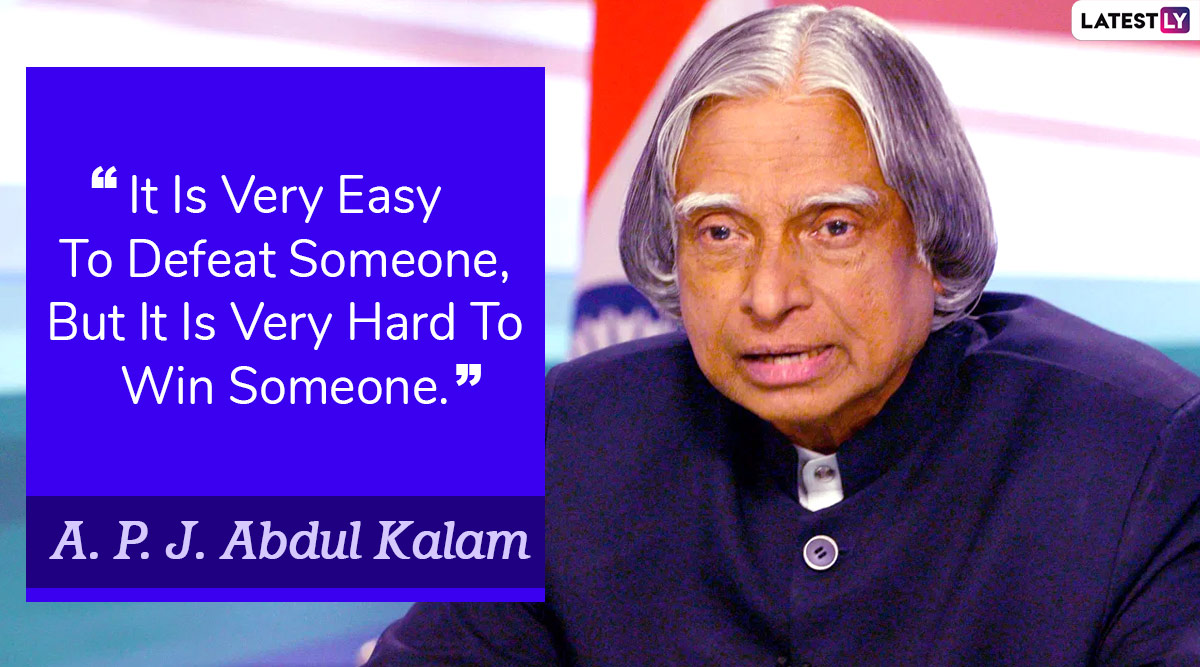 LATESTLY
“ It Is Very Easy
To Defeat Someone,
But It Is Very Hard To
Win Someone. ”
A. P. J. Abdul Kalam